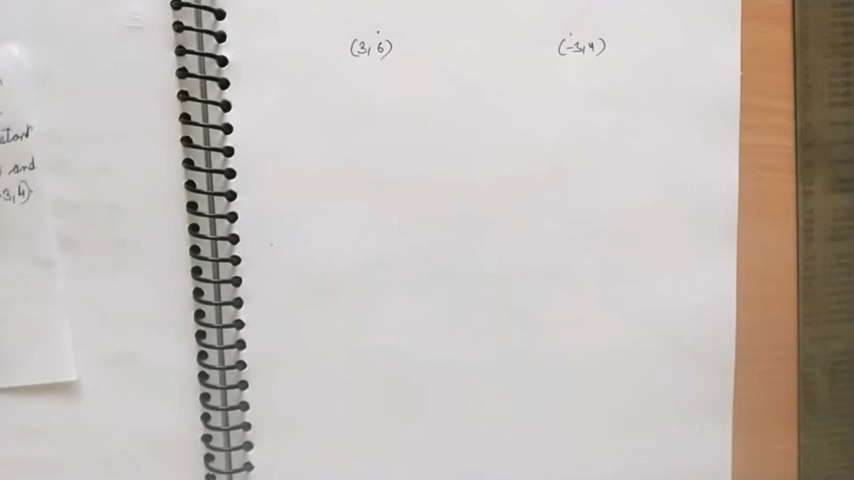 (3, 6) (-3, 4)
and
-3, 4).